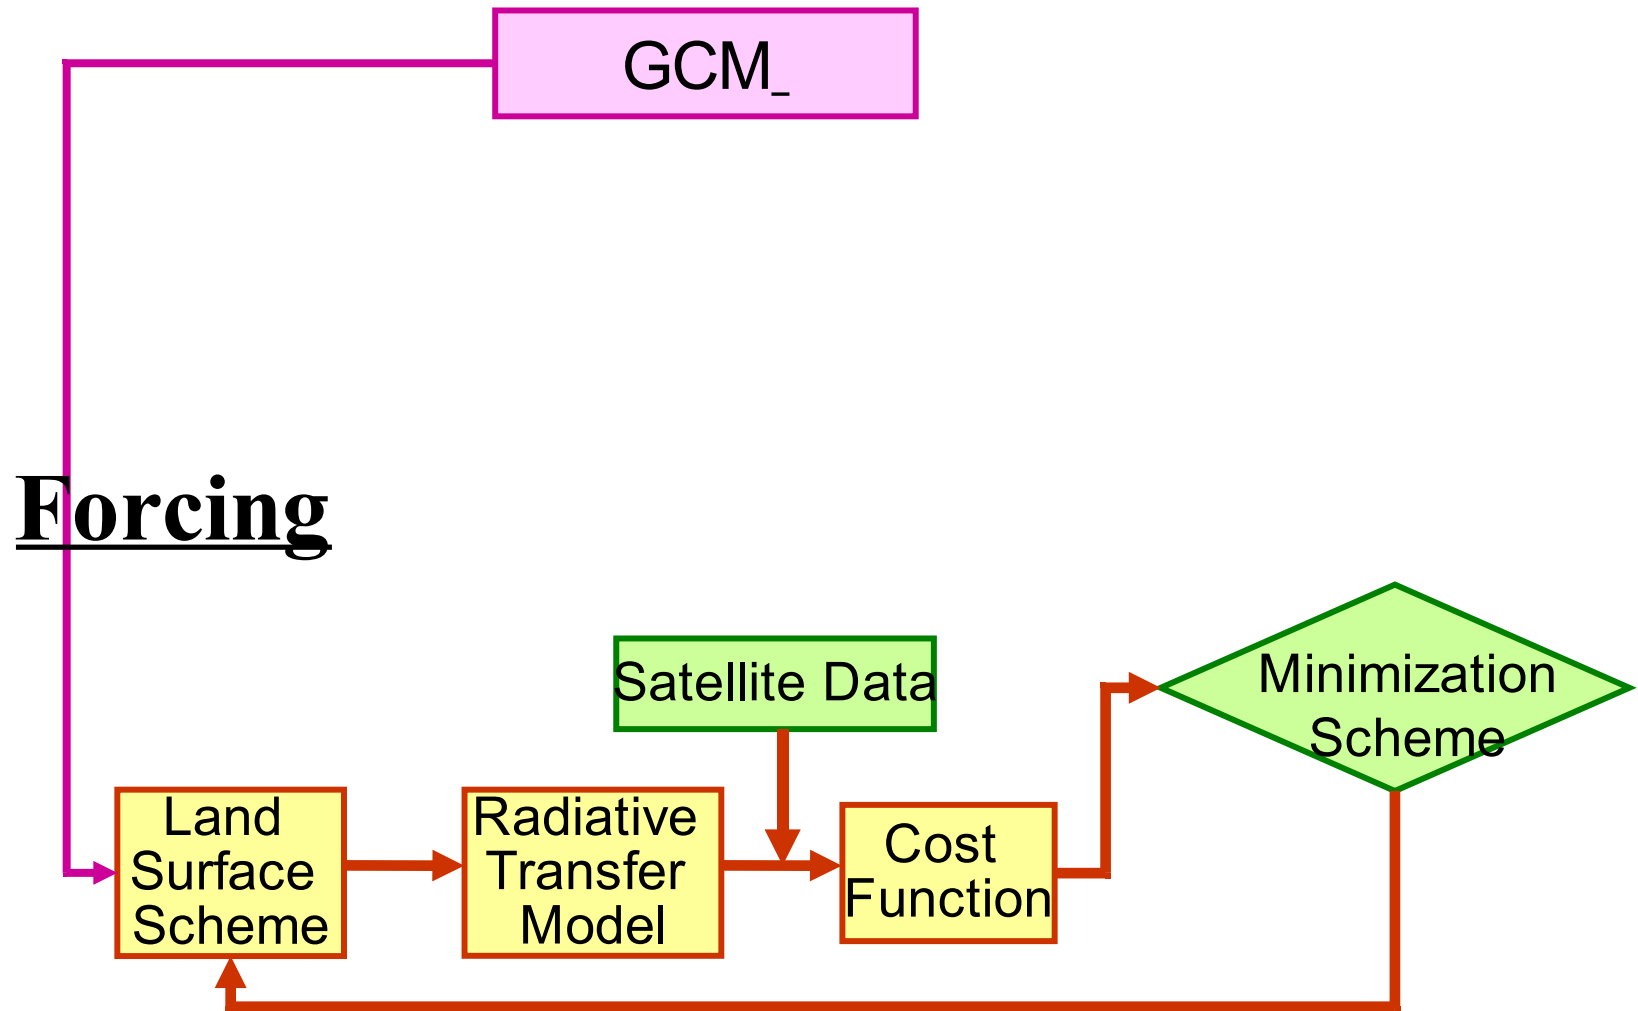 GCM_
Forcing
Satellite Data
Minimization
Scheme
Land
Surface
Scheme
Radiative
Transfer
Model
Cost
Function